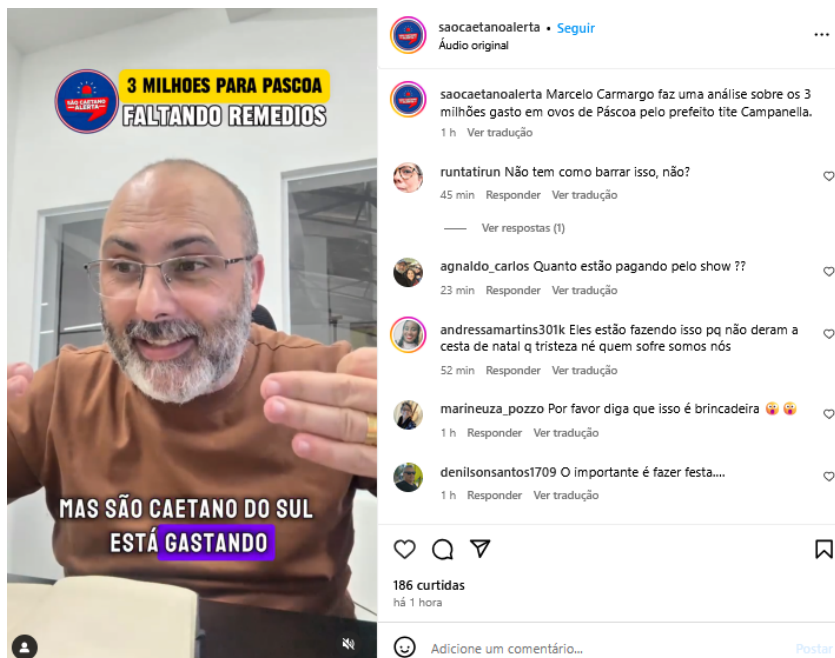 3 MILHOES PARA PASCOA
FALTANDO REMEDIOS
SÃO CAETANO
ALERTA
MAS SÃO CAETANO DO SUL
ESTÁ GASTANDO
saocaetanoalerta • Seguir
Áudio original
saocaetanoalerta Marcelo Carmargo faz uma análise sobre os 3
milhões gasto em ovos de Páscoa pelo prefeito tite Campanella.
1 h Ver tradução
runtatirun Não tem como barrar isso, não?
45 min Responder Ver tradução
Ver respostas (1)
agnaldo_carlos Quanto estão pagando pelo show ??
23 min Responder Ver tradução
andressamartins301k Eles estão fazendo isso pq não deram a
cesta de natal q tristeza né quem sofre somos nós
52 min Responder Ver tradução
marineuza_pozzo Por favor diga que isso é brincadeira 😱 😱
1 h Responder Ver tradução
denilsonsantos1709 O importante é fazer festa....
1 h Responder Ver tradução
186 curtidas
há 1 hora
Adicione um comentário...
Postar